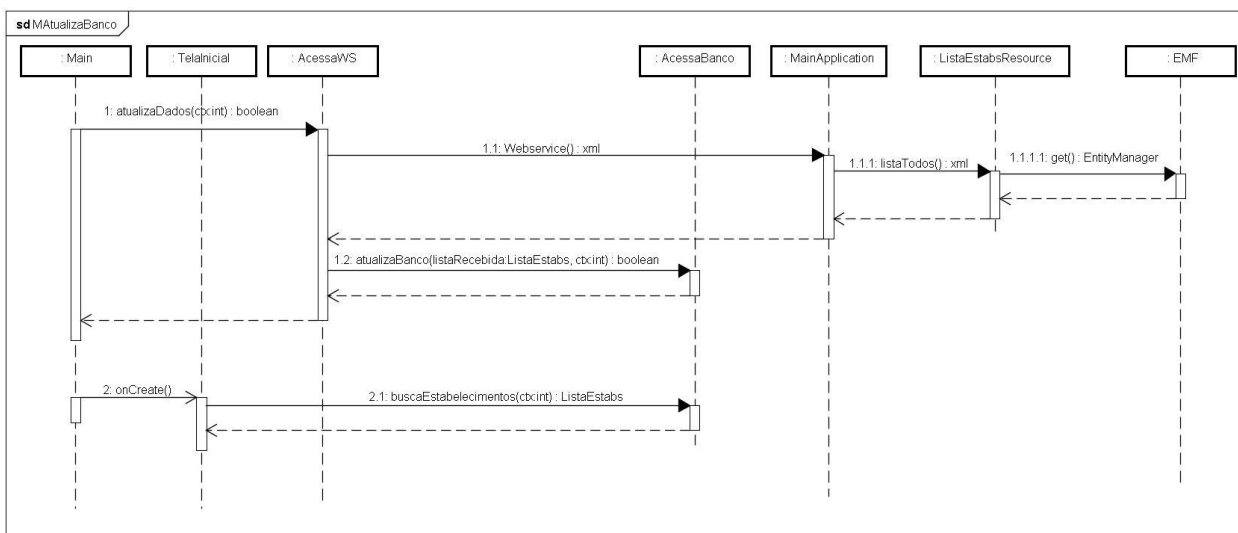 sd MAtualizaBanco
: Main
: TelaInicial
: AcessaWS
: AcessaBanco
: MainApplication
: ListaEstabsResource
: EMF
1: atualizaDados(ctx:int) : boolean
1.1: Webservice() : xml
1.1.1: listaTodos() : xml
1.1.1.1: get() : EntityManager
1.2: atualizaBanco(listaRecebida:ListaEstabs, ctx:int) : boolean
2: onCreate()
2.1: buscaEstabelecimentos(ctx:int) : ListaEstabs